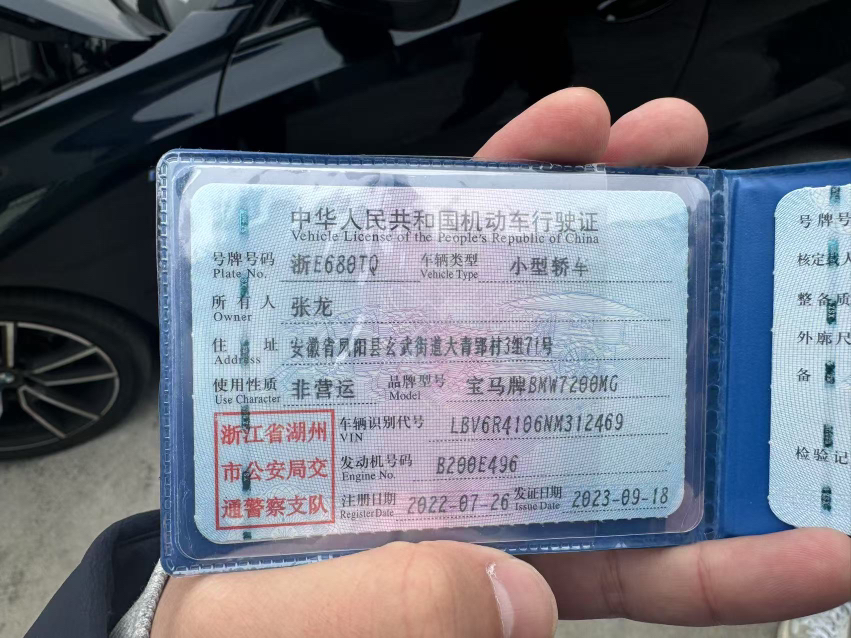 中华人民共和国机动车行驶证
Vehicle License of the People's Republic of China
号牌号码 浙E680TQ 车辆类型 小型轿车
Plate No. Vehicle Type
所有人 张龙
Owner
住址 安徽省凤阳县玄武街道大青郢村3组71号
Address
使用性质 非营运 品牌型号 宝马牌BMW7200MG
Use Character Model
浙江省湖州
市公安局交
通警察支队
车辆识别代号 LBV6R4106NM312469
VIN
发动机号码 B200E496
Engine No.
注册日期 2022-07-26 发证日期 2023-09-18
Register Date Issue Date
号牌号
核定载人
整备质
外廓尺
备
检验记